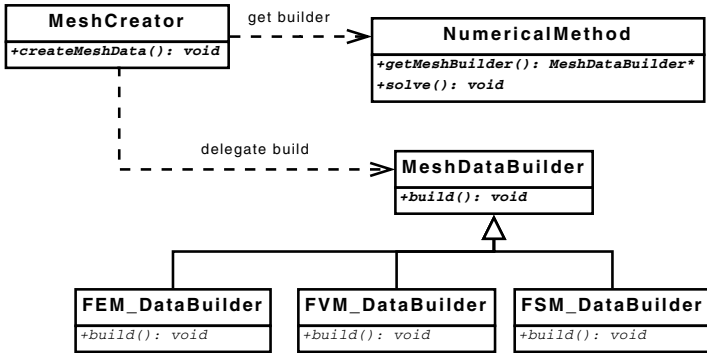 MeshCreator
+createMeshData(): void
get builder
NumericalMethod
+getMeshBuilder(): MeshDataBuilder*
+solve(): void
delegate build
MeshDataBuilder
+build(): void
FEM_DataBuilder
+build(): void
FVM_DataBuilder
+build(): void
FSM_DataBuilder
+build(): void